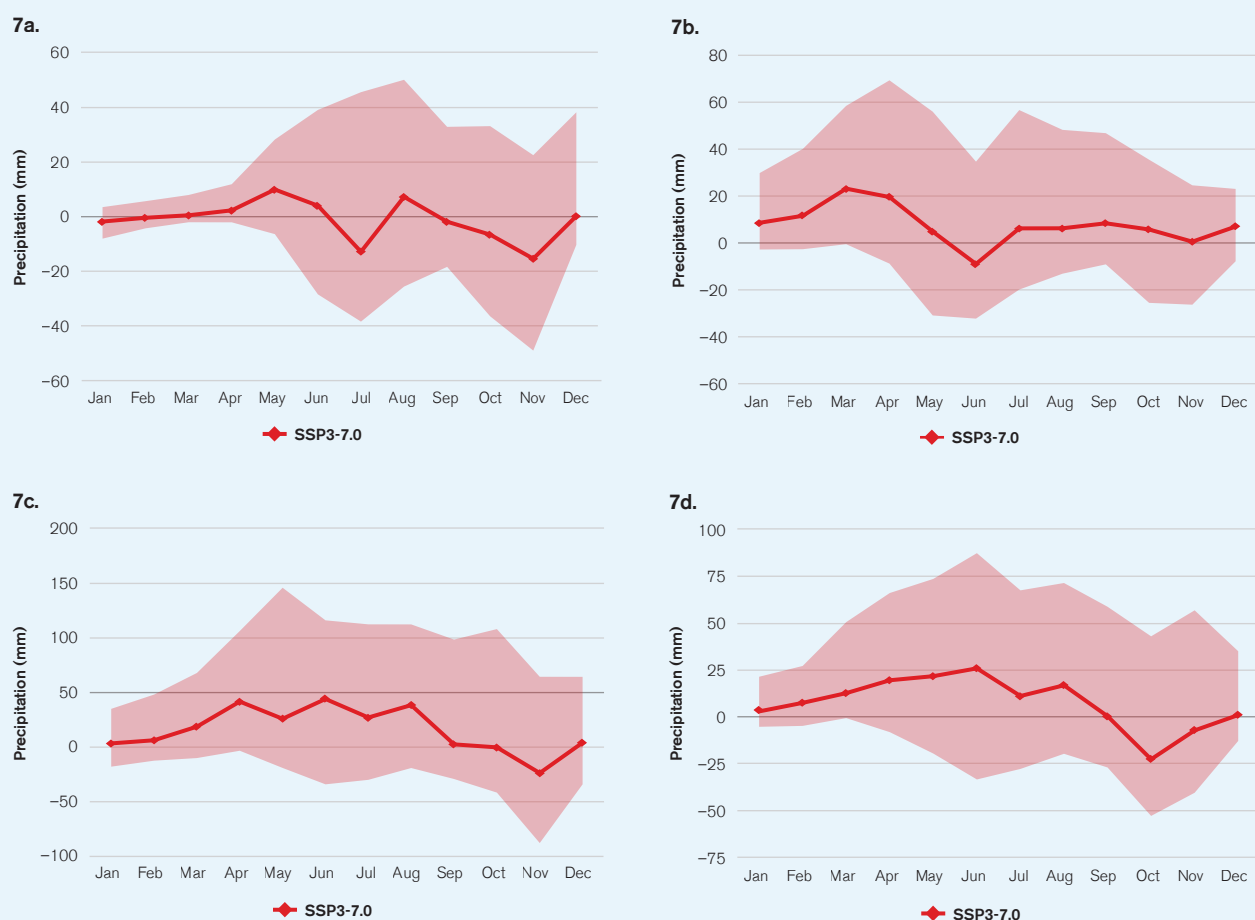 7a.
Precipitation (mm)
60
40
20
0
−20
−40
−60
Jan Feb Mar Apr May Jun Jul Aug Sep Oct Nov Dec
SSP3-7.0
7b.
Precipitation (mm)
80
60
40
20
0
−20
−40
−60
Jan Feb Mar Apr May Jun Jul Aug Sep Oct Nov Dec
SSP3-7.0
7c.
Precipitation (mm)
200
150
100
50
0
−50
−100
Jan Feb Mar Apr May Jun Jul Aug Sep Oct Nov Dec
SSP3-7.0
7d.
Precipitation (mm)
100
75
50
25
0
−25
−50
−75
Jan Feb Mar Apr May Jun Jul Aug Sep Oct Nov Dec
SSP3-7.0